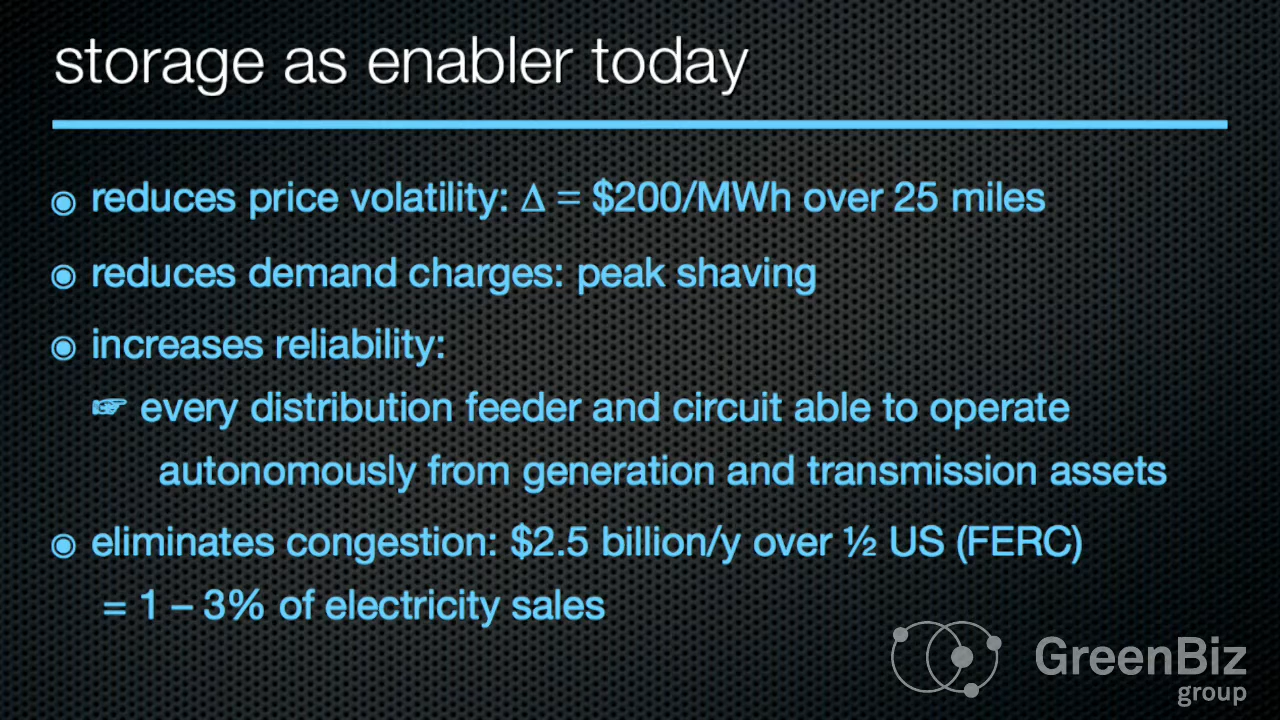 storage as enabler today
◉ reduces price volatility: Δ = $200/MWh over 25 miles
◉ reduces demand charges: peak shaving
◉ increases reliability:
☞ every distribution feeder and circuit able to operate
autonomously from generation and transmission assets
◉ eliminates congestion: $2.5 billion/y over ½ US (FERC)
= 1 – 3% of electricity sales
GreenBiz
group